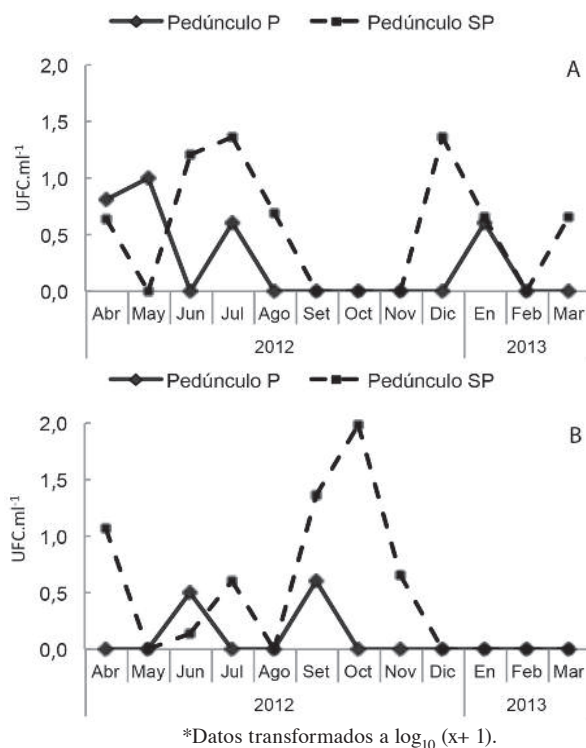 Pedúnculo P Pedúnculo SP
A
2,0
1,5
1,0
0,5
0,0
UFC.ml⁻¹
Abr May Jun Jul Ago Set Oct Nov Dic En Feb Mar
2012 2013
Pedúnculo P Pedúnculo SP
B
2,0
1,5
1,0
0,5
0,0
UFC.ml⁻¹
Abr May Jun Jul Ago Set Oct Nov Dic En Feb Mar
2012 2013
*Datos transformados a log₁₀ (x+ 1).